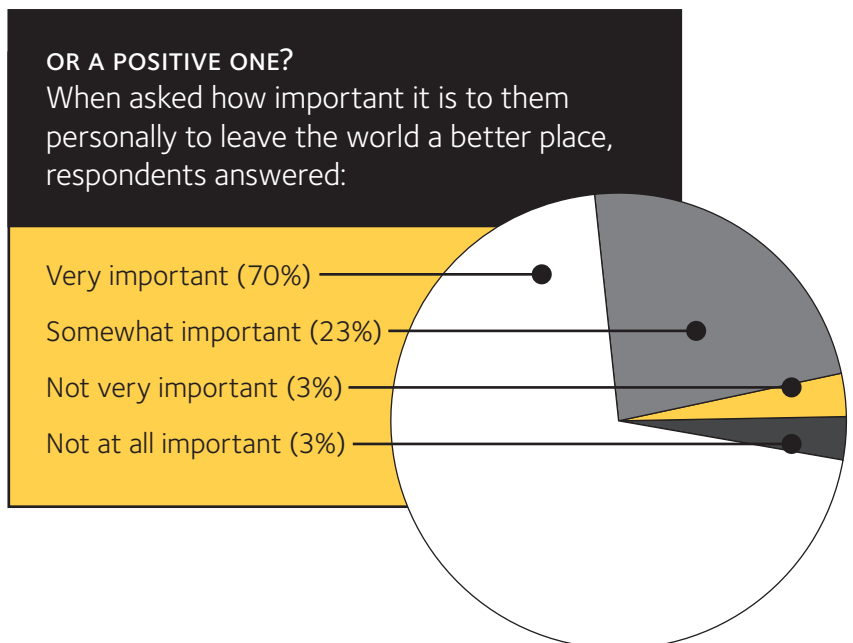 OR A POSITIVE ONE?
When asked how important it is to them
personally to leave the world a better place,
respondents answered:
Very important (70%)
Somewhat important (23%)
Not very important (3%)
Not at all important (3%)